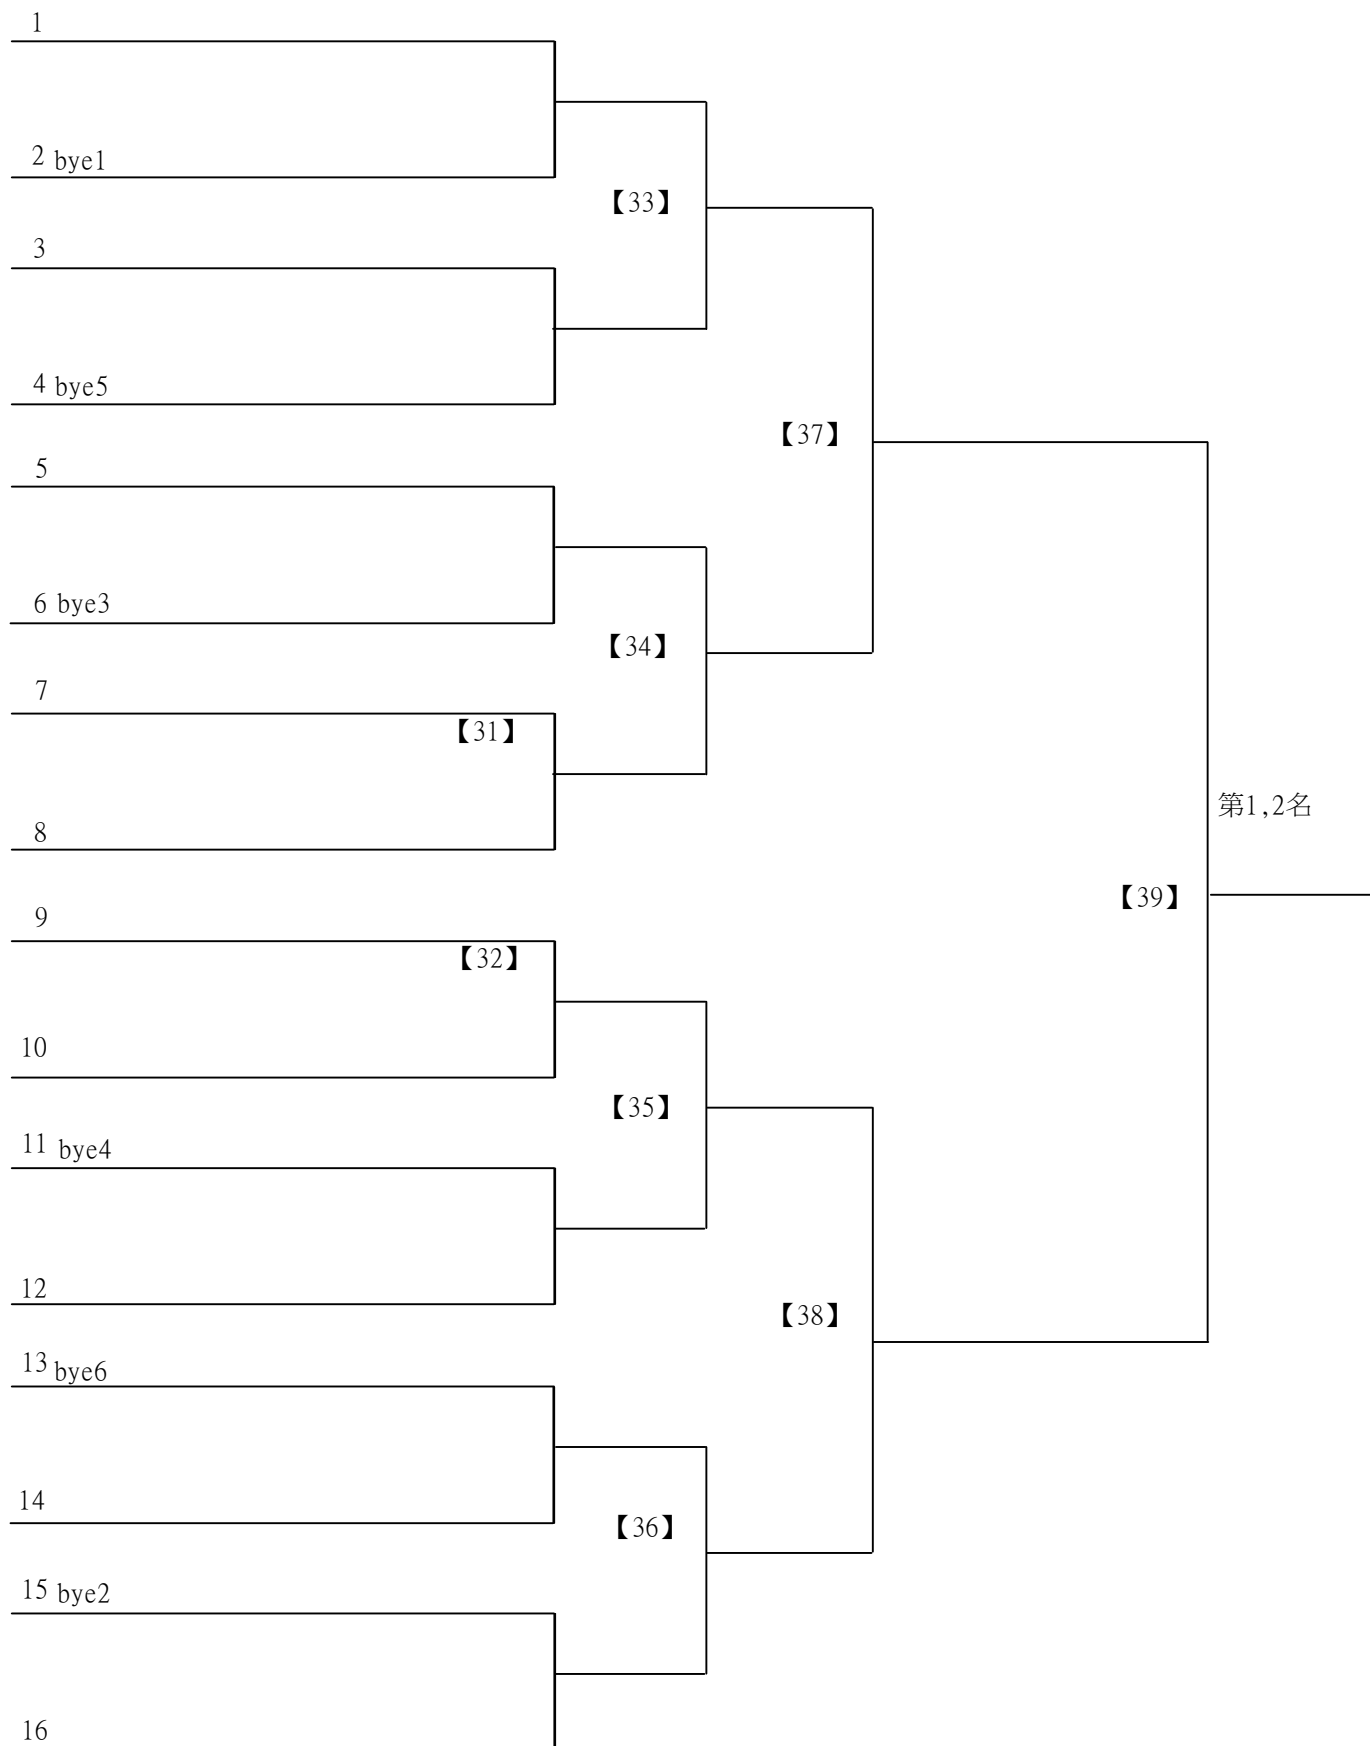 1
2 bye1
【33】
3
4 bye5
【37】
5
6 bye3
【34】
7
【31】
第1,2名
8
【39】
9
【32】
10
【35】
11 bye4
12
【38】
13 bye6
14
【36】
15 bye2
16